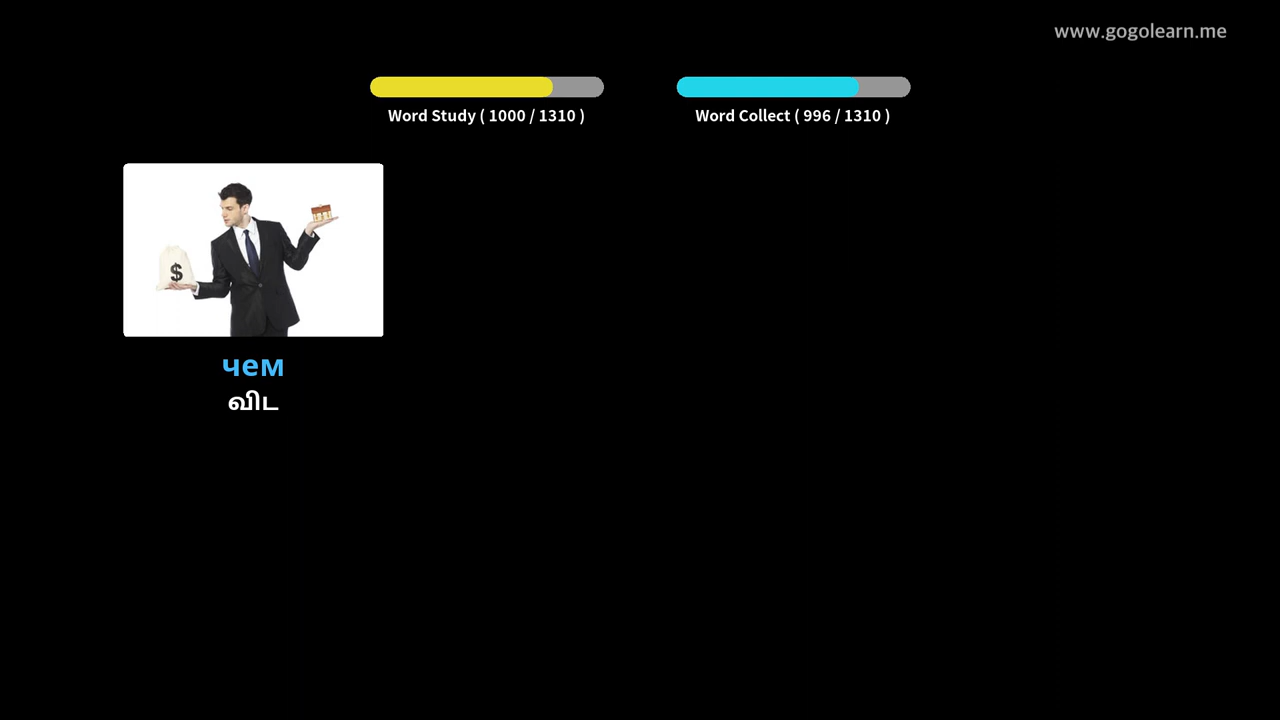 www.gogolearn.me
Word Study ( 1000 / 1310 )
Word Collect ( 996 / 1310 )
$
чем
விட